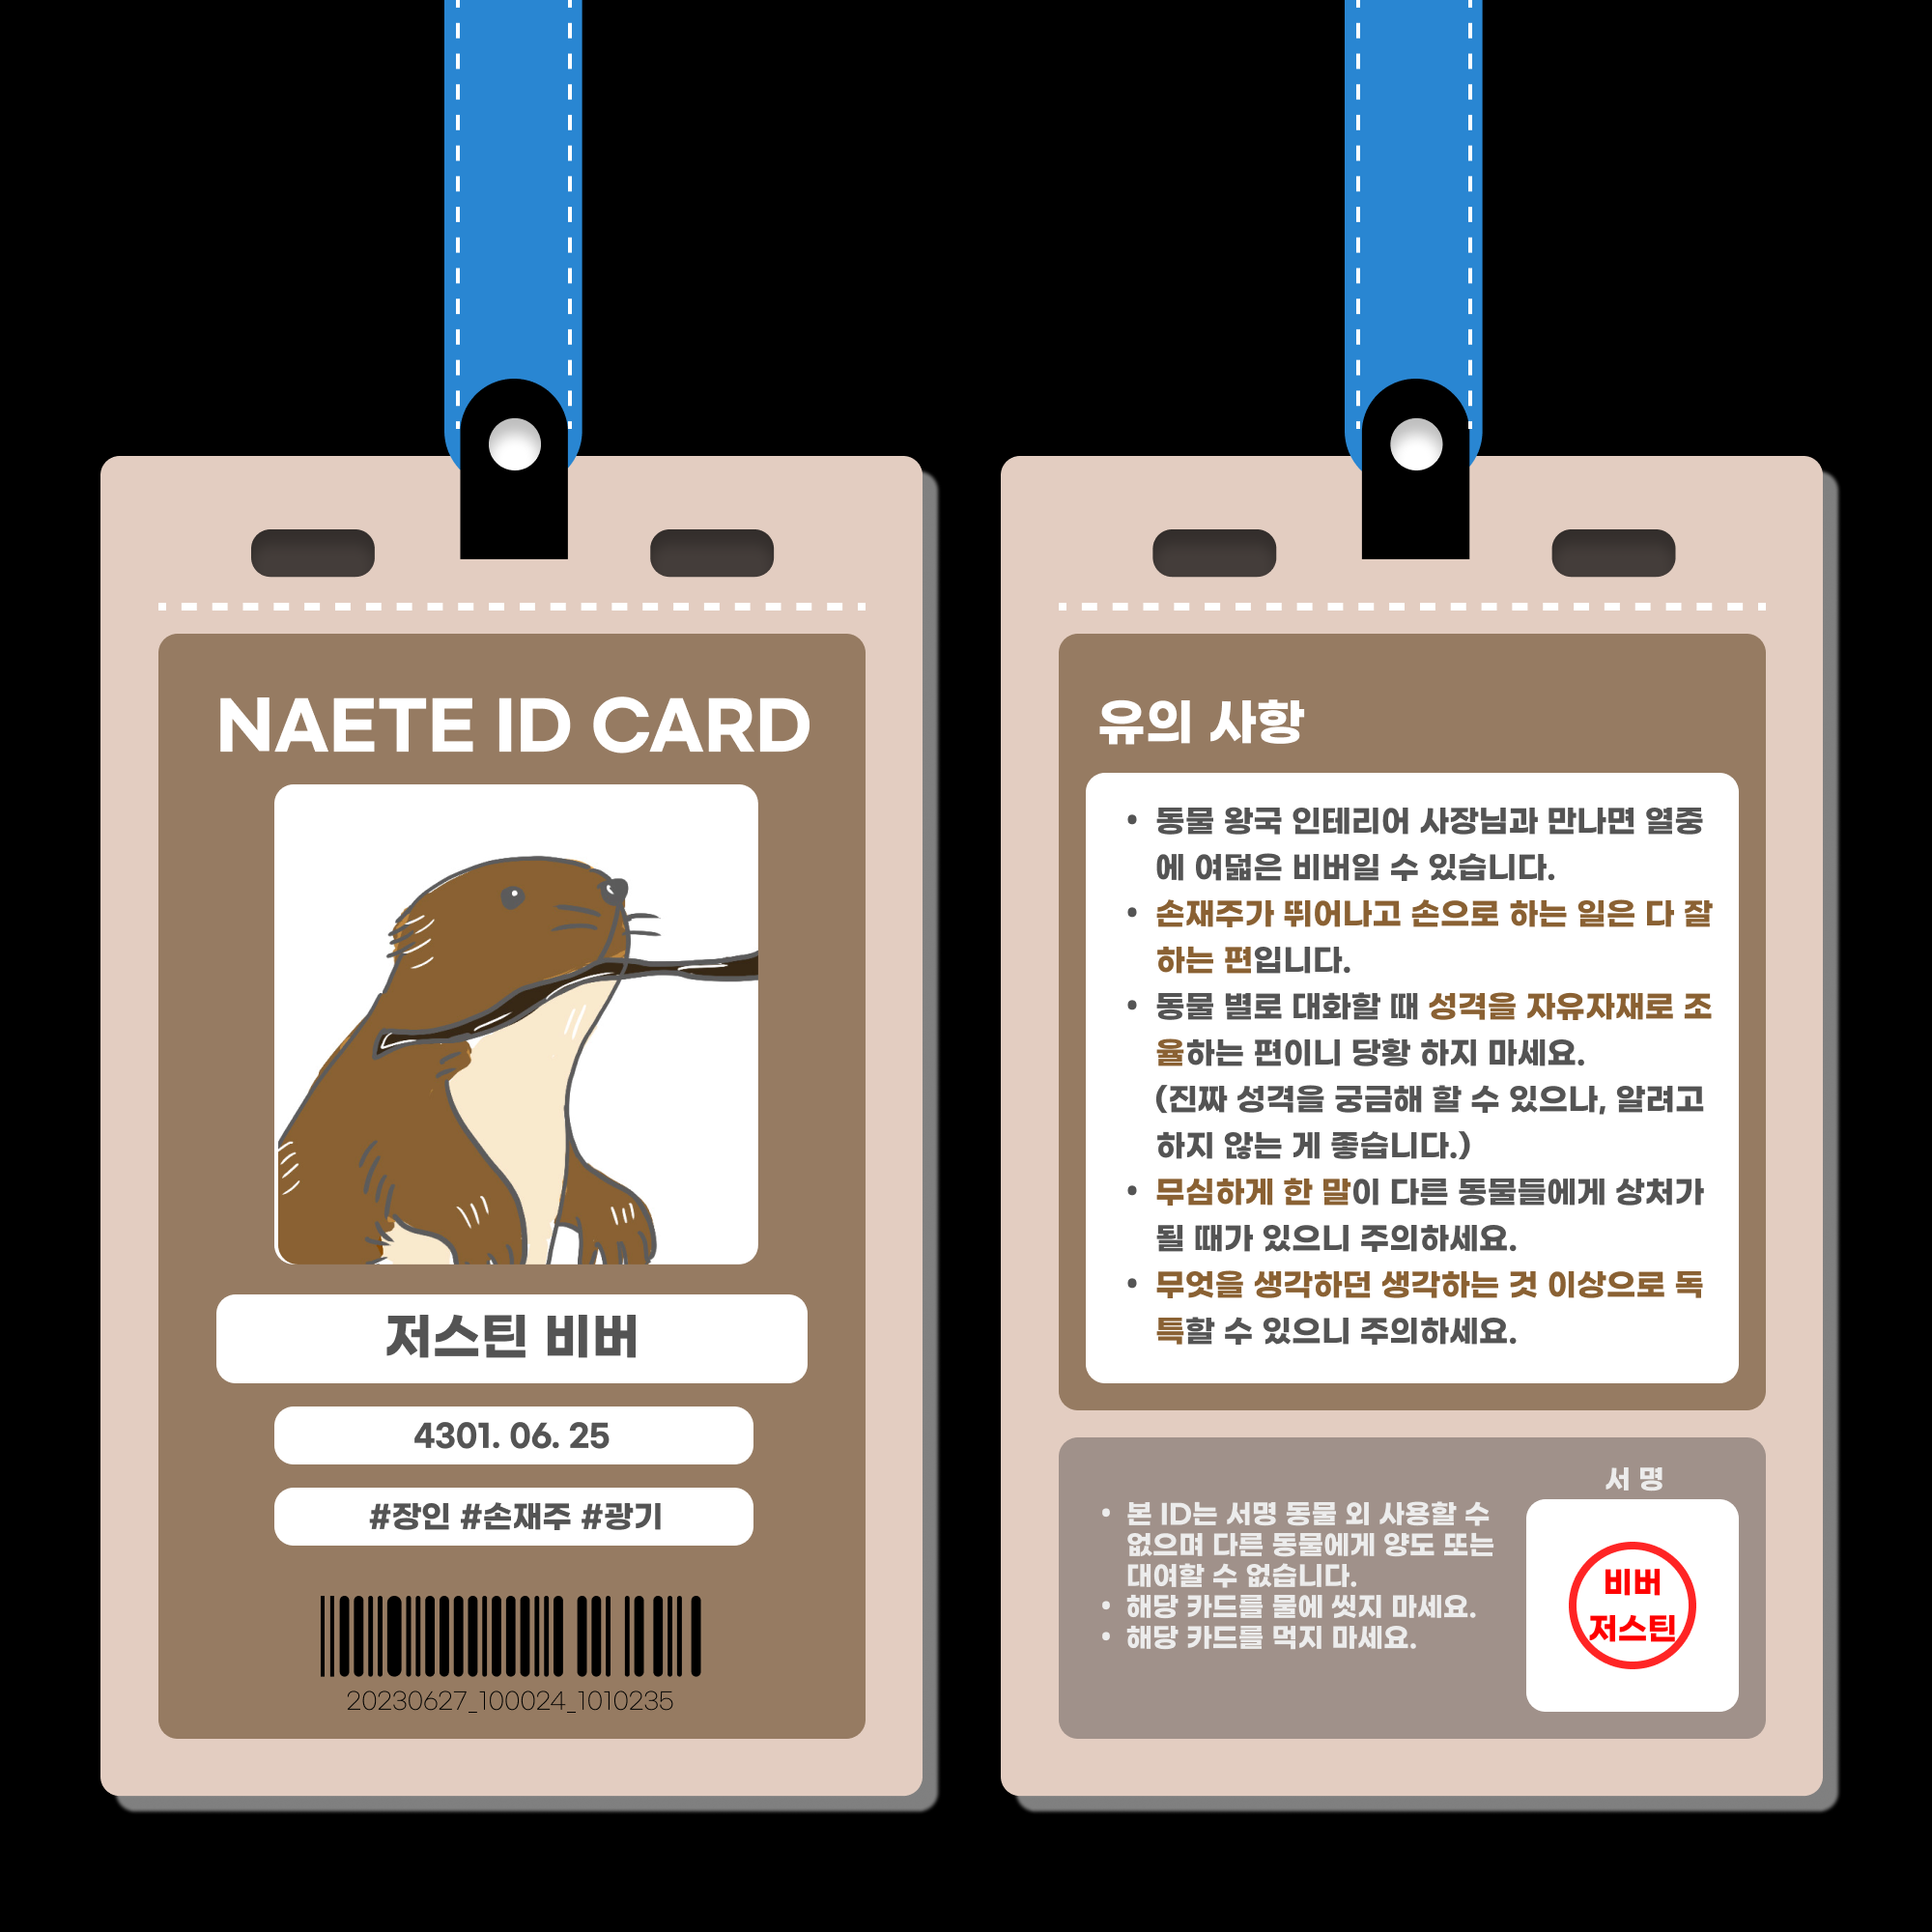 NAETE ID CARD
저스틴 비버
4301. 06. 25
#장인 #손재주 #광기
20230627_100024_1010235
유의 사항
• 동물 왕국 인테리어 사장님과 만나면 열중
에 여덟은 비버일 수 있습니다.
• 손재주가 뛰어나고 손으로 하는 일은 다 잘
하는 편입니다.
• 동물 별로 대화할 때 성격을 자유자재로 조
율하는 편이니 당황 하지 마세요.
(진짜 성격을 궁금해 할 수 있으나, 알려고
하지 않는 게 좋습니다.)
• 무심하게 한 말이 다른 동물들에게 상처가
될 때가 있으니 주의하세요.
• 무엇을 생각하던 생각하는 것 이상으로 독
특할 수 있으니 주의하세요.
• 본 ID는 서명 동물 외 사용할 수
없으며 다른 동물에게 양도 또는
대여할 수 없습니다.
• 해당 카드를 물에 씻지 마세요.
• 해당 카드를 먹지 마세요.
서 명
비버
저스틴